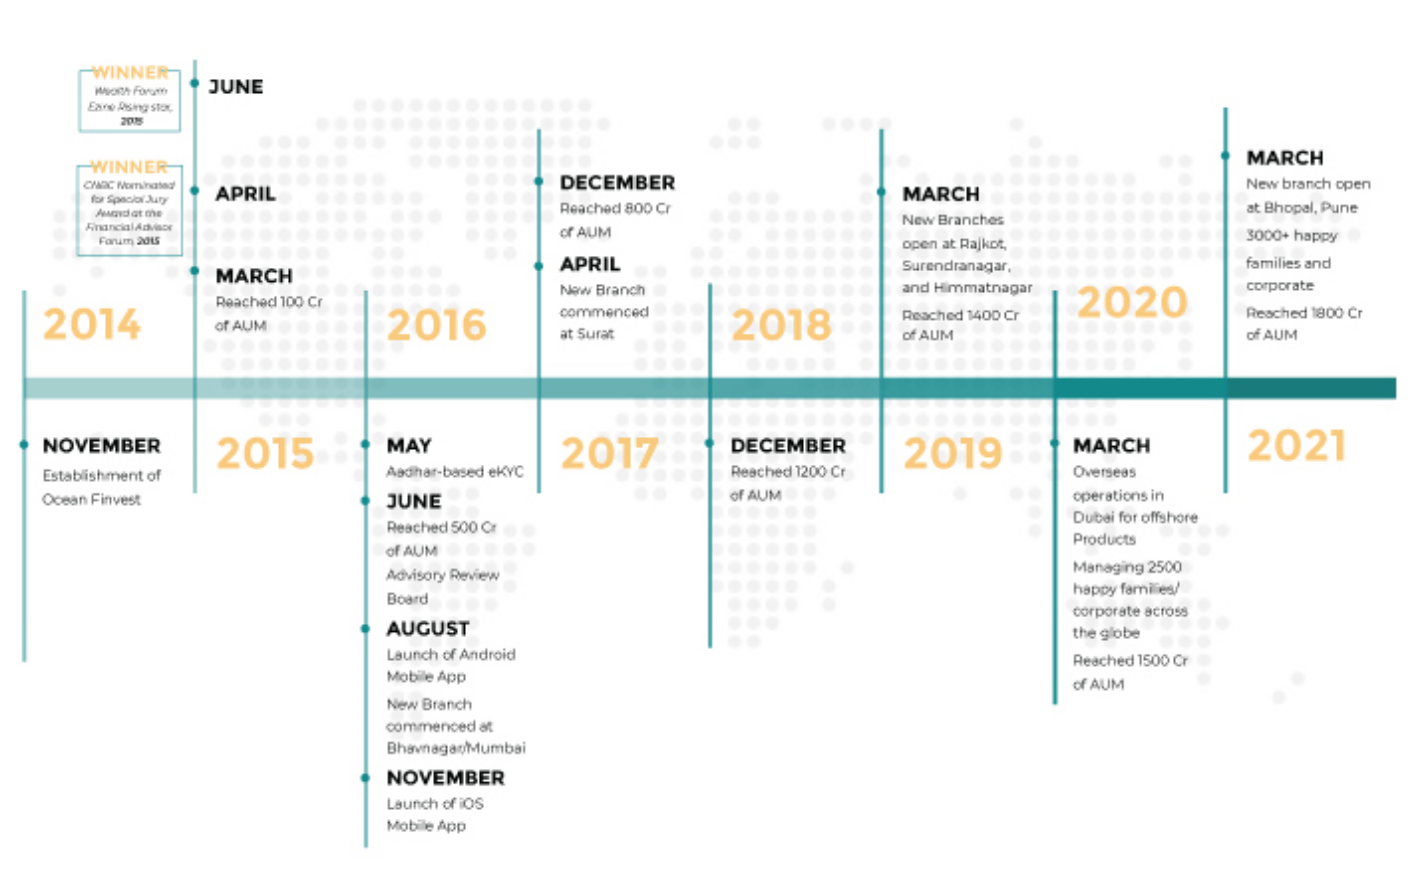 WINNER
Wealth Forum
Ezine Rising star,
2015
JUNE
WINNER
CNBC Nominated
for Special Jury
Award at the
Financial Advisor
Forum, 2015
APRIL
MARCH
Reached 100 Cr
of AUM
2014
NOVEMBER
Establishment of
Ocean Finvest
2015
2016
MAY
Aadhar-based eKYC
JUNE
Reached 500 Cr
of AUM
Advisory Review
Board
AUGUST
Launch of Android
Mobile App
New Branch
commenced at
Bhavnagar/Mumbai
NOVEMBER
Launch of iOS
Mobile App
DECEMBER
Reached 800 Cr
of AUM
APRIL
New Branch
commenced
at Surat
2017
2018
DECEMBER
Reached 1200 Cr
of AUM
MARCH
New Branches
open at Rajkot,
Surendranagar,
and Himmatnagar
Reached 1400 Cr
of AUM
2019
2020
MARCH
Overseas
operations in
Dubai for offshore
Products
Managing 2500
happy families/
corporate across
the globe
Reached 1500 Cr
of AUM
MARCH
New branch open
at Bhopal, Pune
3000+ happy
families and
corporate
Reached 1800 Cr
of AUM
2021